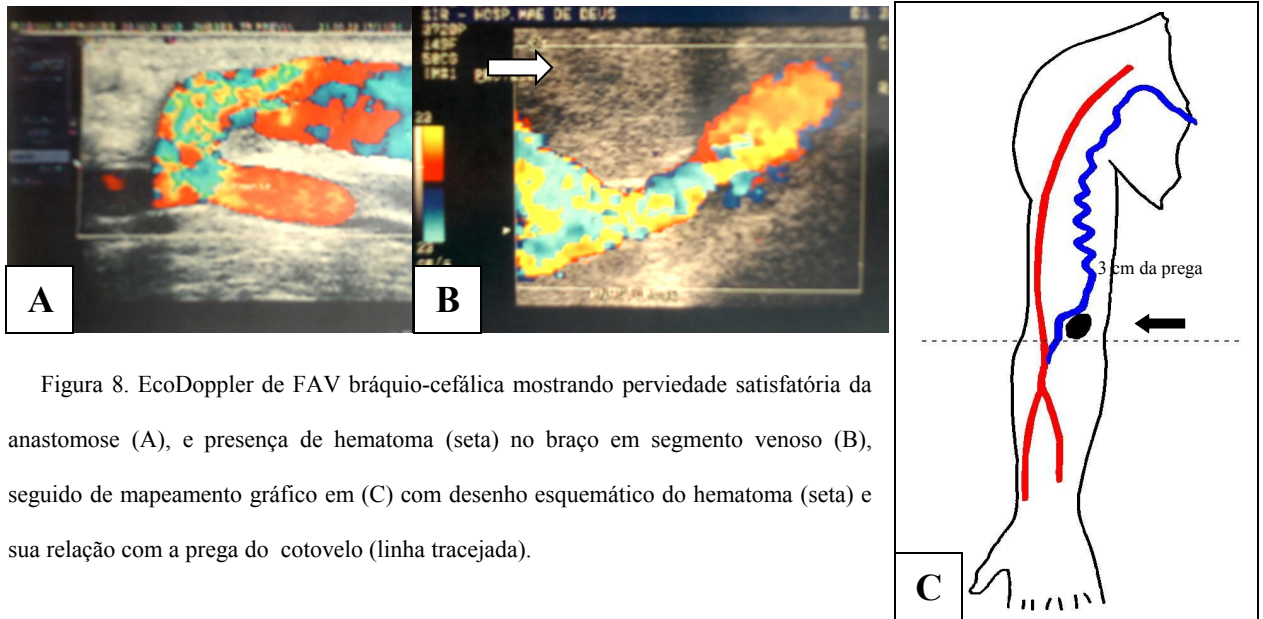 SIR - HOSP.MAE DE DEUS
A
B
3 cm da prega
C
Figura 8. EcoDoppler de FAV bráquio-cefálica mostrando perviedade satisfatória da
anastomose (A), e presença de hematoma (seta) no braço em segmento venoso (B),
seguido de mapeamento gráfico em (C) com desenho esquemático do hematoma (seta) e
sua relação com a prega do cotovelo (linha tracejada).